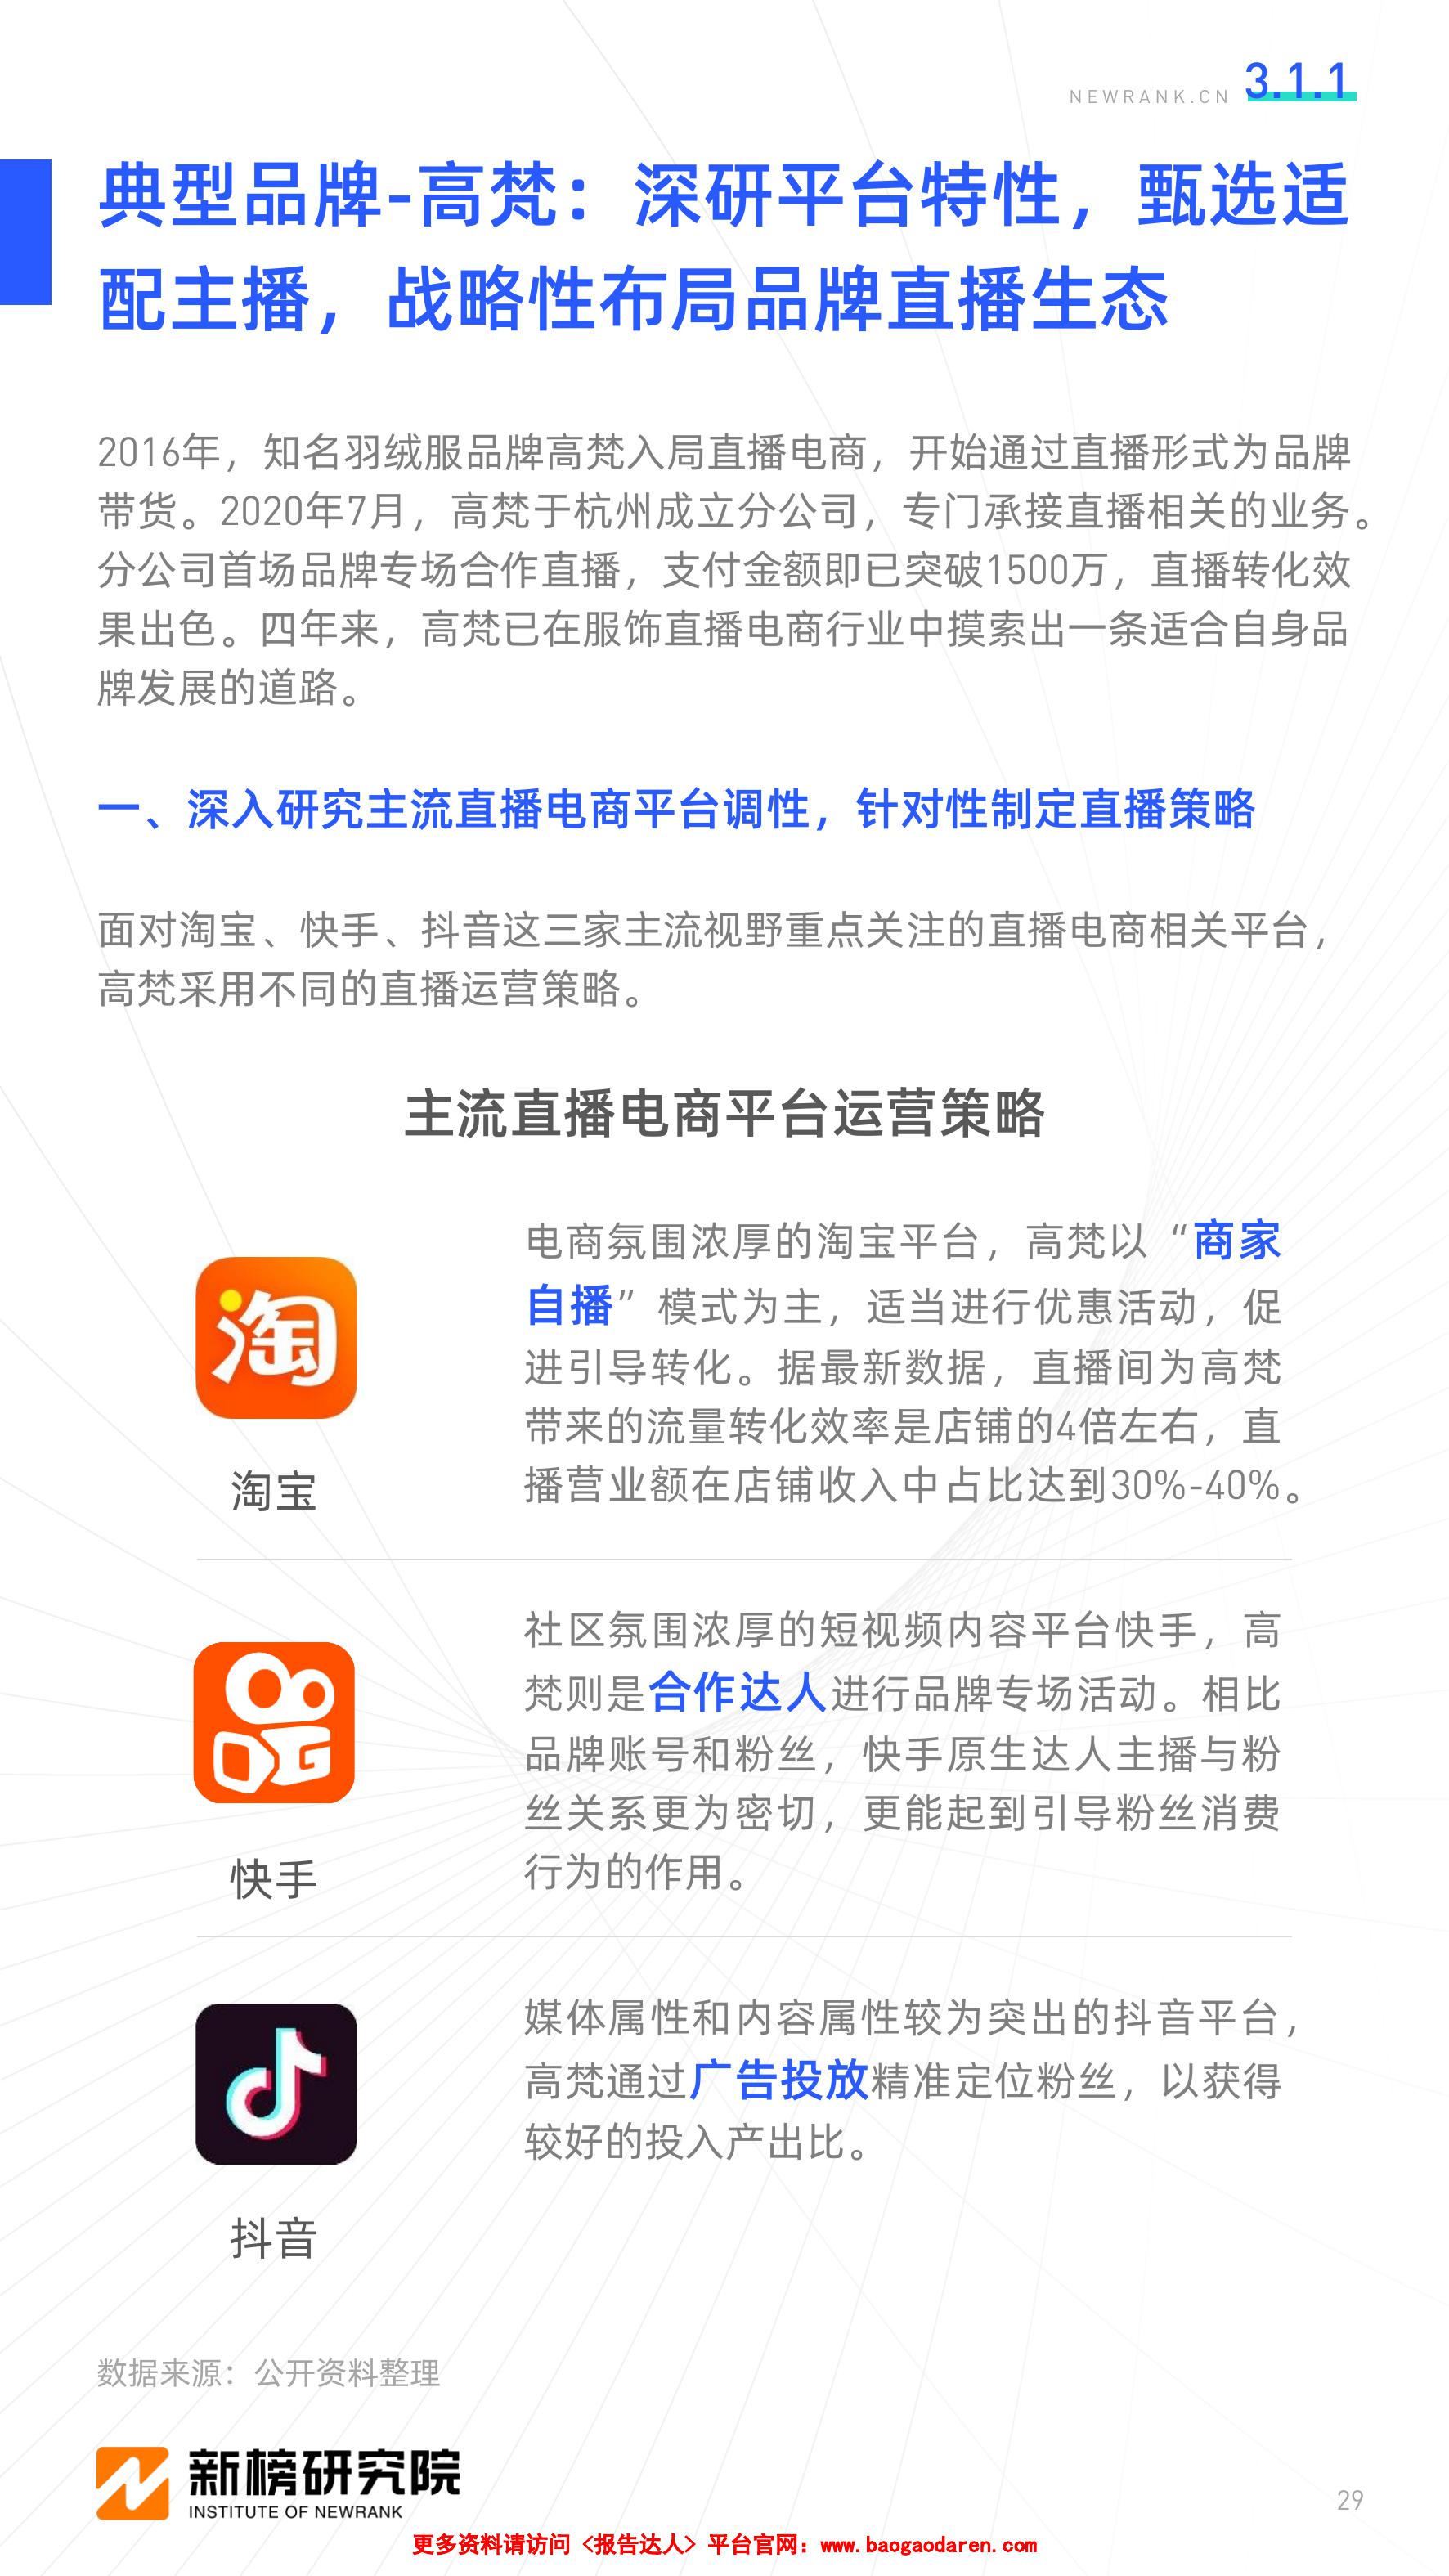 NEWRANK.CN 3.1.1
典型品牌-高梵：深研平台特性，甄选适
配主播，战略性布局品牌直播生态
2016年，知名羽绒服品牌高梵入局直播电商，开始通过直播形式为品牌
带货。2020年7月，高梵于杭州成立分公司，专门承接直播相关的业务。
分公司首场品牌专场合作直播，支付金额即已突破1500万，直播转化效
果出色。四年来，高梵已在服饰直播电商行业中摸索出一条适合自身品
牌发展的道路。
一、深入研究主流直播电商平台调性，针对性制定直播策略
面对淘宝、快手、抖音这三家主流视野重点关注的直播电商相关平台，
高梵采用不同的直播运营策略。
主流直播电商平台运营策略
淘
淘宝
电商氛围浓厚的淘宝平台，高梵以“商家
自播”模式为主，适当进行优惠活动，促
进引导转化。据最新数据，直播间为高梵
带来的流量转化效率是店铺的4倍左右，直
播营业额在店铺收入中占比达到30%-40%。
快手
社区氛围浓厚的短视频内容平台快手，高
梵则是合作达人进行品牌专场活动。相比
品牌账号和粉丝，快手原生达人主播与粉
丝关系更为密切，更能起到引导粉丝消费
行为的作用。
抖音
媒体属性和内容属性较为突出的抖音平台，
高梵通过广告投放精准定位粉丝，以获得
较好的投入产出比。
数据来源：公开资料整理
新榜研究院
INSTITUTE OF NEWRANK
29
更多资料请访问《报告达人》平台官网：www.baogaodaren.com